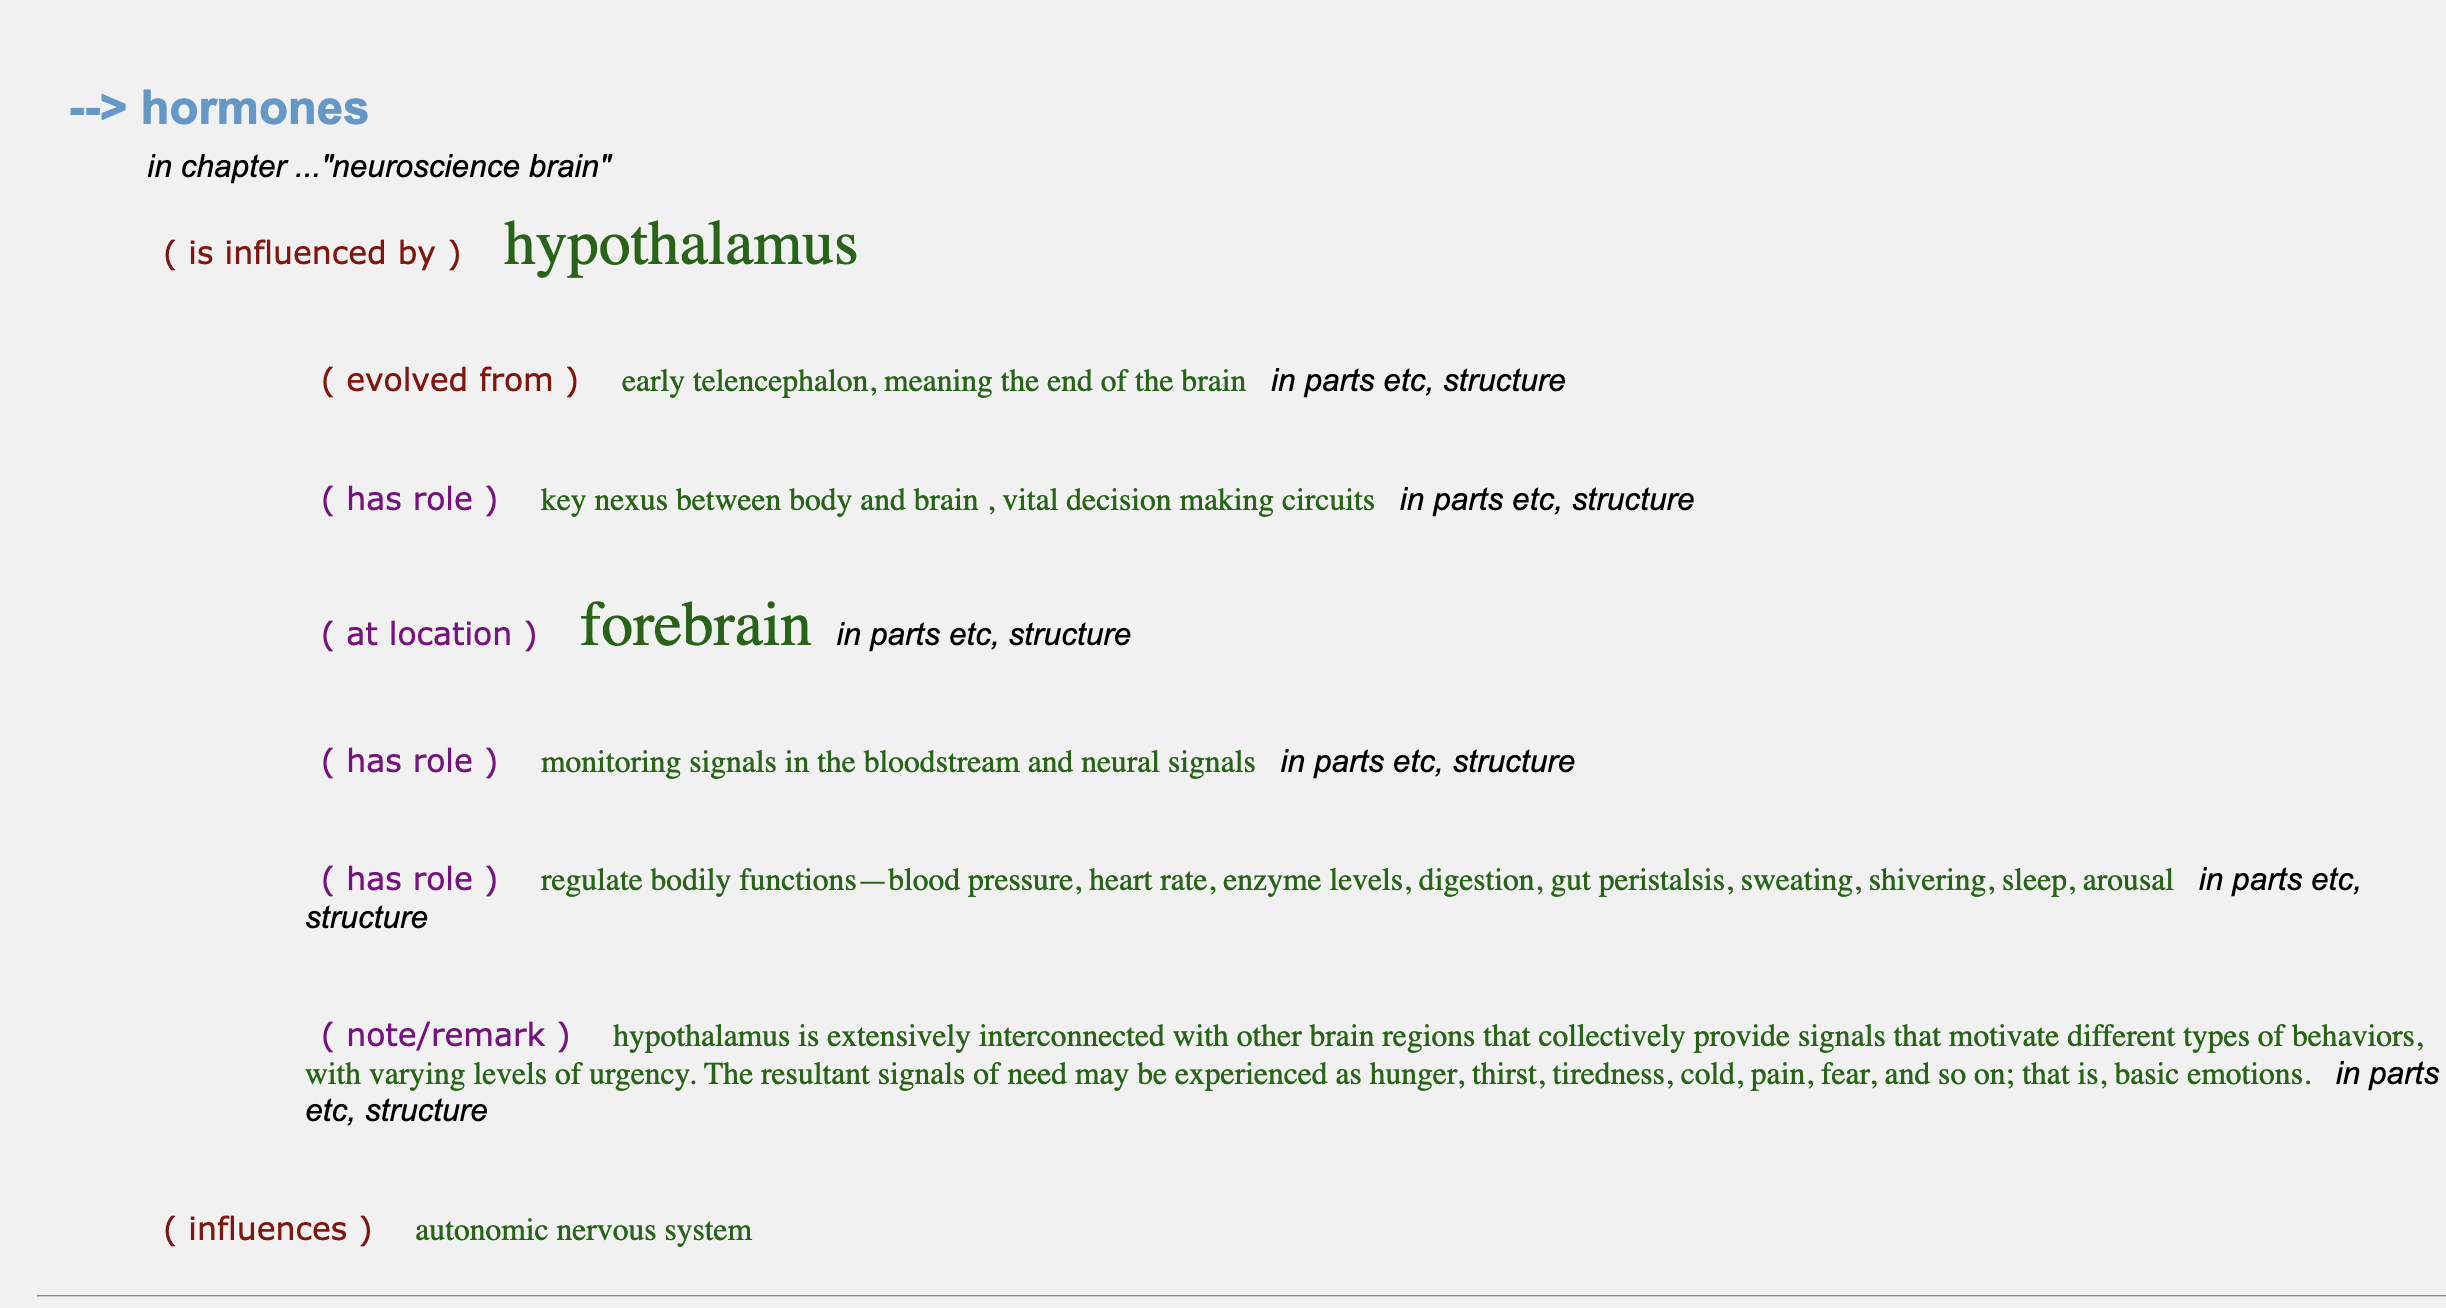 --> hormones
in chapter ..."neuroscience brain"
( is influenced by ) hypothalamus
( evolved from ) early telencephalon, meaning the end of the brain in parts etc, structure
( has role ) key nexus between body and brain , vital decision making circuits in parts etc, structure
( at location ) forebrain in parts etc, structure
( has role ) monitoring signals in the bloodstream and neural signals in parts etc, structure
( has role ) regulate bodily functions—blood pressure, heart rate, enzyme levels, digestion, gut peristalsis, sweating, shivering, sleep, arousal in parts etc,
structure
( note/remark ) hypothalamus is extensively interconnected with other brain regions that collectively provide signals that motivate different types of behaviors,
with varying levels of urgency. The resultant signals of need may be experienced as hunger, thirst, tiredness, cold, pain, fear, and so on; that is, basic emotions. in parts
etc, structure
( influences ) autonomic nervous system